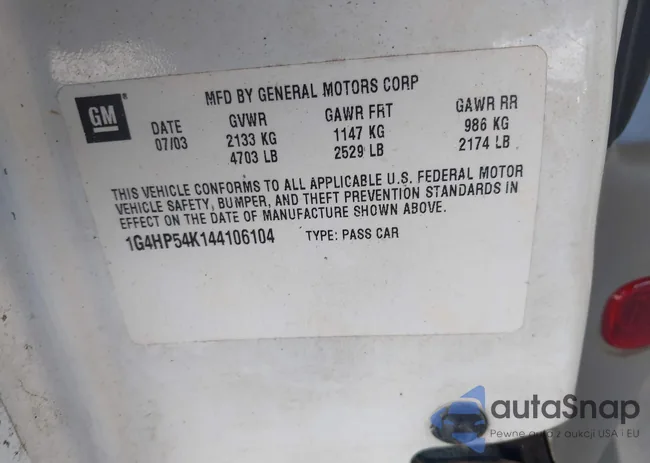 MFD BY GENERAL MOTORS CORP
GM
DATE GVWR GAWR FRT GAWR RR
07/03 2133 KG 1147 KG 986 KG
4703 LB 2529 LB 2174 LB
THIS VEHICLE CONFORMS TO ALL APPLICABLE U.S. FEDERAL MOTOR
VEHICLE SAFETY, BUMPER, AND THEFT PREVENTION STANDARDS IN
EFFECT ON THE DATE OF MANUFACTURE SHOWN ABOVE.
1G4HP54K144106104 TYPE: PASS CAR
autaSnap
Pewne auta z aukcji USA i EU